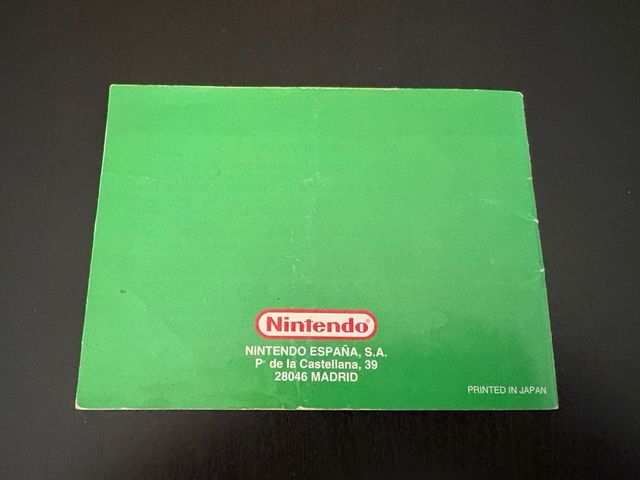 Nintendo®
NINTENDO ESPAÑA, S.A.
Pº de la Castellana, 39
28046 MADRID
PRINTED IN JAPAN